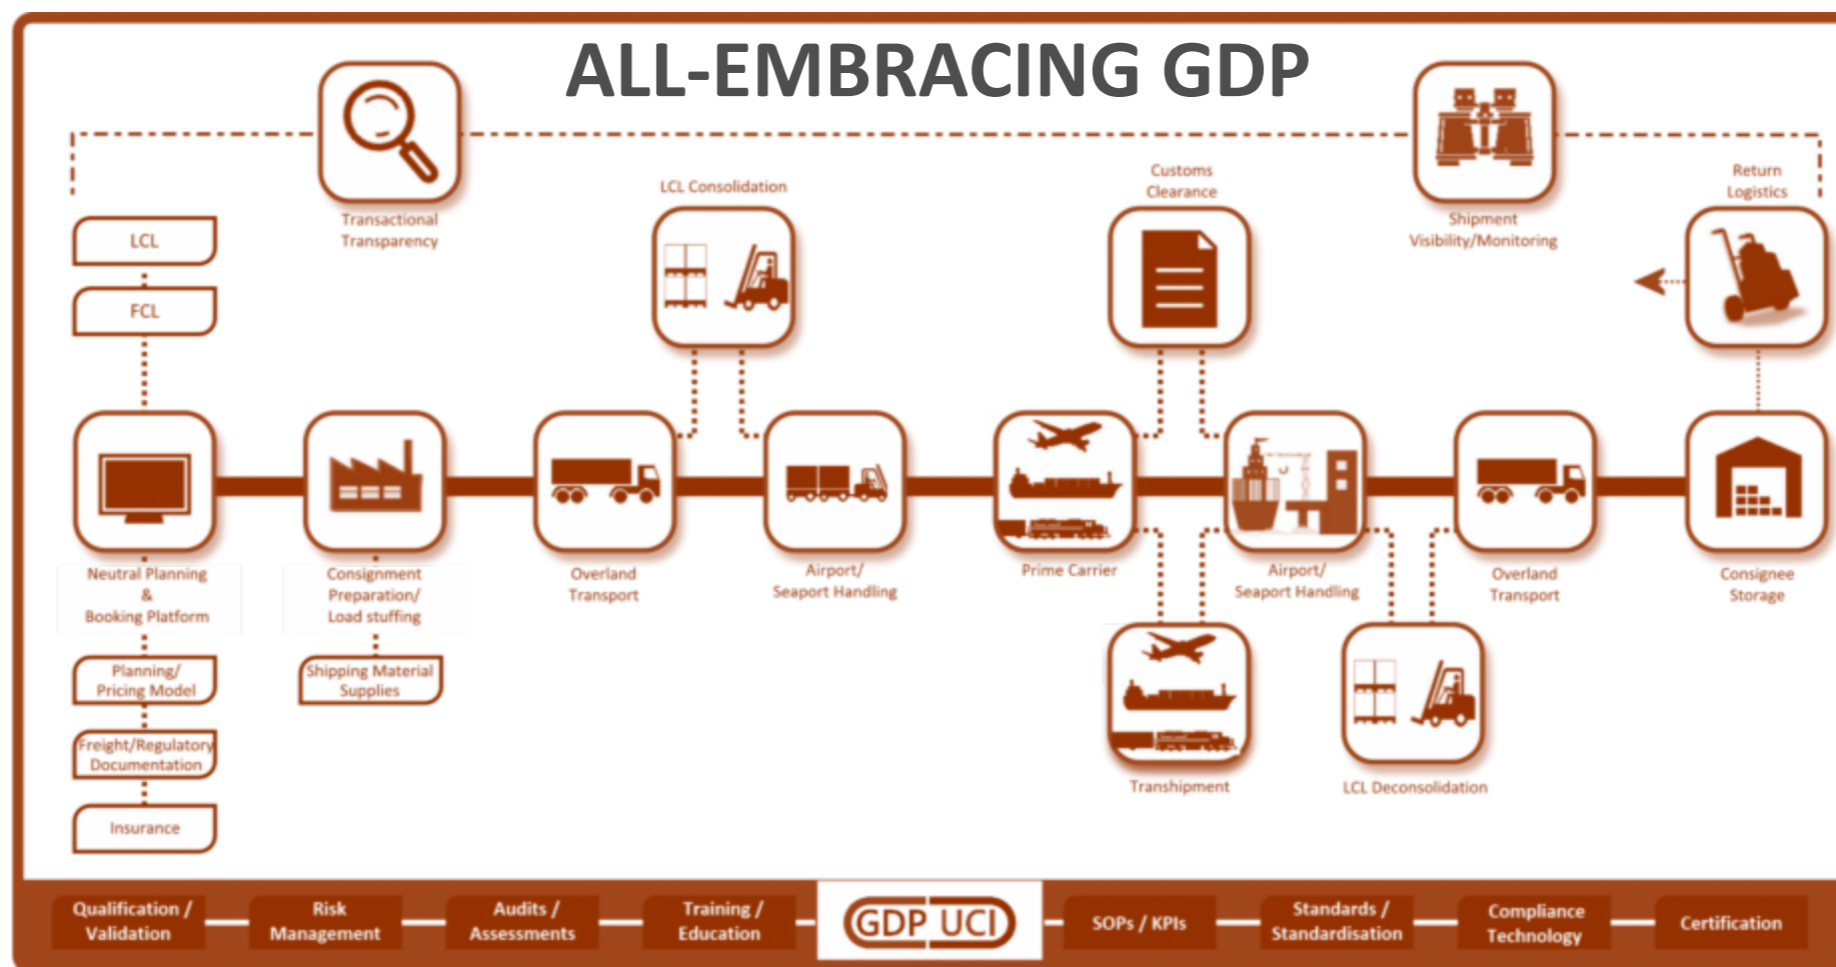 ALL-EMBRACING GDP
Transactional
Transparency
Shipment
Visibility/Monitoring
LCL
FCL
LCL Consolidation
Customs
Clearance
Return
Logistics
Neutral Planning
&
Booking Platform
Consignment
Preparation/
Load stuffing
Overland
Transport
Airport/
Seaport Handling
Prime Carrier
Airport/
Seaport Handling
Overland
Transport
Consignee
Storage
Planning/
Pricing Model
Freight/Regulatory
Documentation
Insurance
Shipping Material
Supplies
Transhipment
LCL Deconsolidation
Qualification /
Validation
Risk
Management
Audits /
Assessments
Training /
Education
GDP UCI
SOPs / KPIs
Standards /
Standardisation
Compliance
Technology
Certification